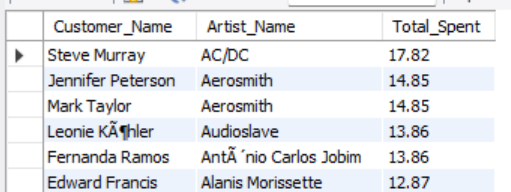 Customer_Name Artist_Name Total_Spent
Steve Murray AC/DC 17.82
Jennifer Peterson Aerosmith 14.85
Mark Taylor Aerosmith 14.85
Leonie KÃ¶hler Audioslave 13.86
Fernanda Ramos AntÃ´nio Carlos Jobim 13.86
Edward Francis Alanis Morissette 12.87